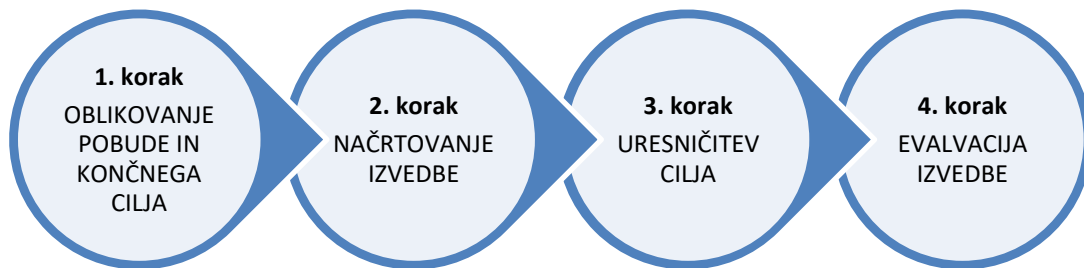 1. korak
OBLIKOVANJE
POBUDE IN
KONČNEGA
CILJA
2. korak
NAČRTOVANJE
IZVEDBE
3. korak
URESNIČITEV
CILJA
4. korak
EVALVACIJA
IZVEDBE